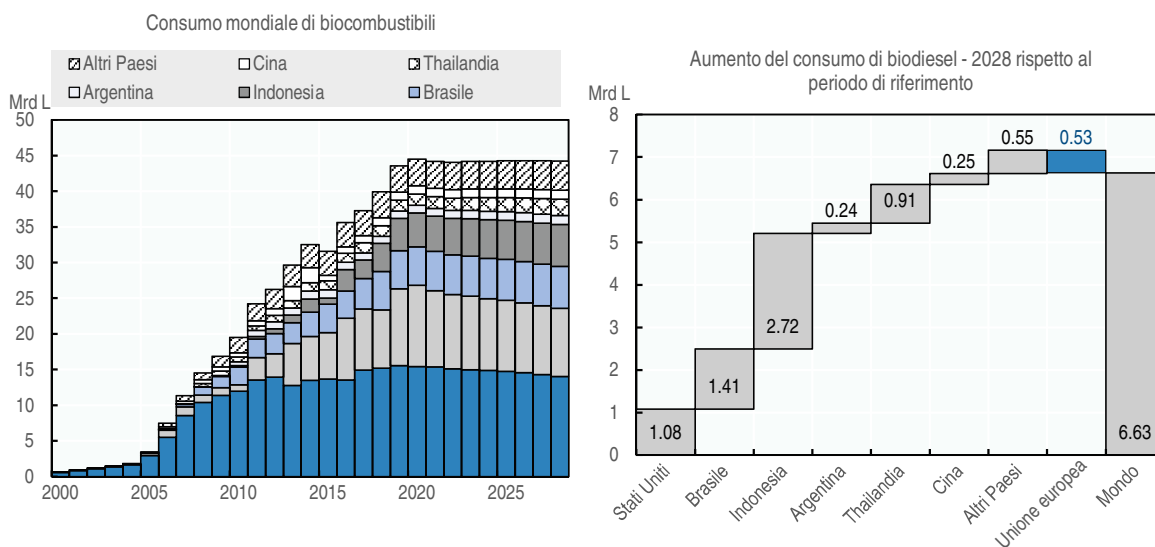 Consumo mondiale di biocombustibili
Altri Paesi
Cina
Thailandia
Argentina
Indonesia
Brasile
Mrd L
50
45
40
35
30
25
20
15
10
5
0
2000
2005
2010
2015
2020
2025
Aumento del consumo di biodiesel - 2028 rispetto al
periodo di riferimento
Mrd L
8
7
6
5
4
3
2
1
0
1.08
1.41
2.72
0.24
0.91
0.25
0.55
0.53
6.63
Stati Uniti
Brasile
Indonesia
Argentina
Thailandia
Cina
Altri Paesi
Unione europea
Mondo